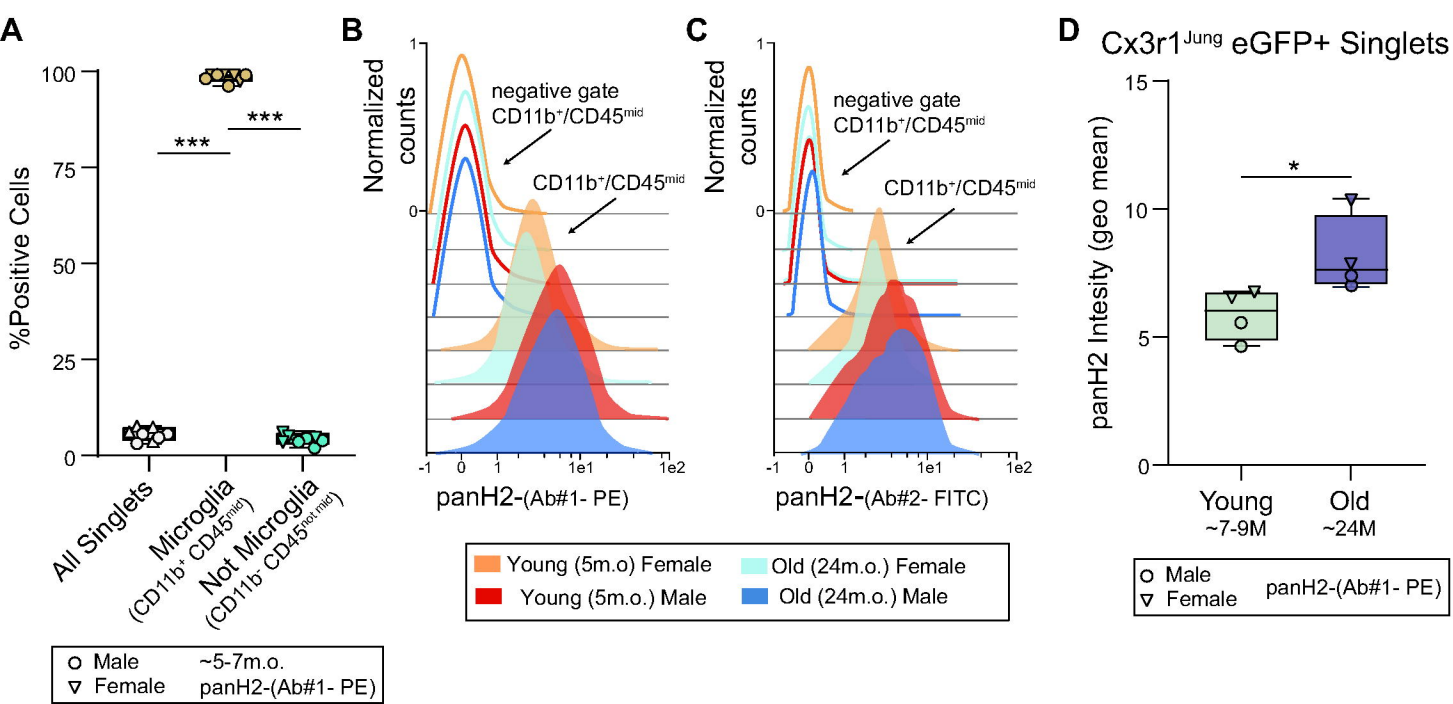 A
%Positive Cells
100
75
50
25
0
***
***
All Singlets
Microglia
(CD11b⁺ CD45ᵐⁱᵈ)
Not Microglia
(CD11b⁻ CD45ⁿᵒᵗ ᵐⁱᵈ)
Male
~5-7m.o.
Female
panH2-(Ab#1- PE)
B
Normalized
counts
1
0
negative gate
CD11b⁺/CD45ᵐⁱᵈ
CD11b⁺/CD45ᵐⁱᵈ
-1 0 1 1e1 1e2
panH2-(Ab#1- PE)
C
Normalized
counts
1
0
negative gate
CD11b⁺/CD45ᵐⁱᵈ
CD11b⁺/CD45ᵐⁱᵈ
-1 0 1 1e1 1e2
panH2-(Ab#2- FITC)
Young (5m.o) Female
Old (24m.o.) Female
Young (5m.o.) Male
Old (24m.o.) Male
D
Cx3r1ᴶᵘⁿᵍ eGFP+ Singlets
panH2 Intesity (geo mean)
15
10
5
0
*
Young
~7-9M
Old
~24M
Male
Female
panH2-(Ab#1- PE)